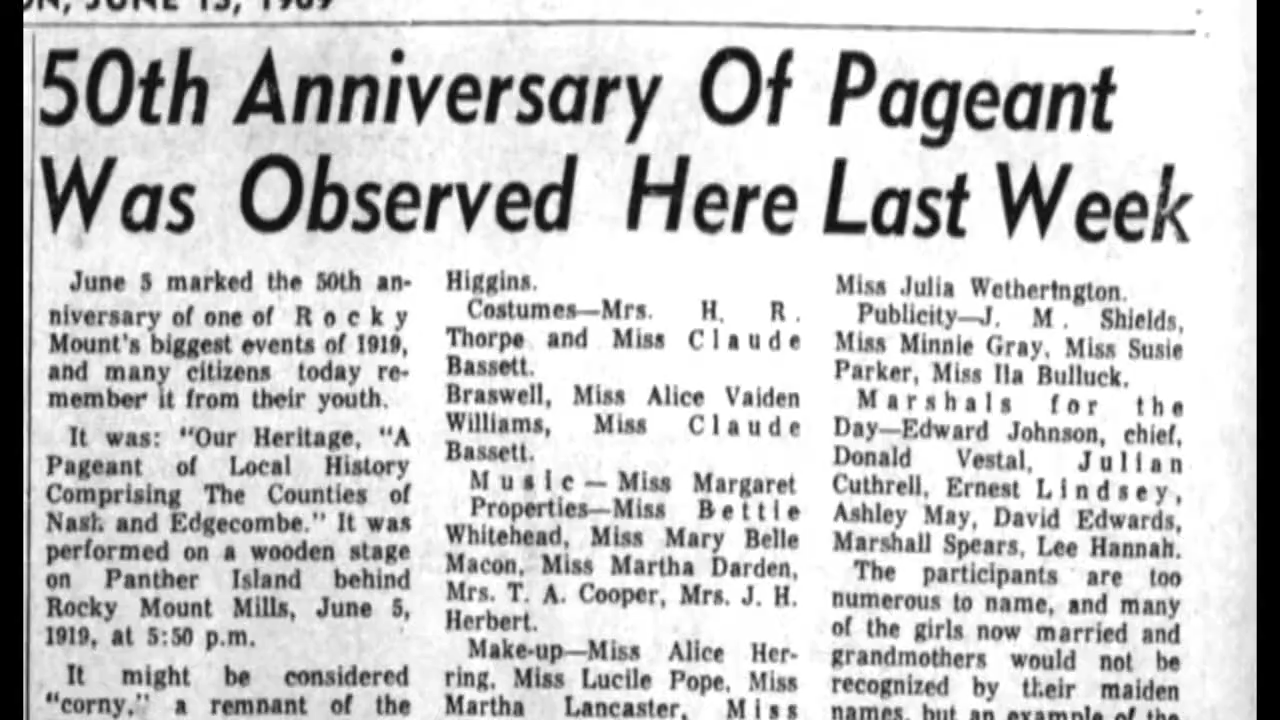 JUNE 15, 1969
50th Anniversary Of Pageant
Was Observed Here Last Week
June 5 marked the 50th an-
niversary of one of Rocky
Mount's biggest events of 1919,
and many citizens today re-
member it from their youth.
It was: "Our Heritage, "A
Pageant of Local History
Comprising The Counties of
Nash and Edgecombe." It was
performed on a wooden stage
on Panther Island behind
Rocky Mount Mills, June 5,
1919, at 5:50 p.m.
It might be considered
"corny," a remnant of the
Higgins.
Costumes—Mrs. H. R.
Thorpe and Miss Claude
Bassett.
Braswell, Miss Alice Vaiden
Williams, Miss Claude
Bassett.
Music — Miss Margaret
Properties—Miss Bettie
Whitehead, Miss Mary Belle
Macon, Miss Martha Darden,
Mrs. T. A. Cooper, Mrs. J. H.
Herbert.
Make-up—Miss Alice Her-
ring, Miss Lucile Pope, Miss
Martha Lancaster, Miss
Miss Julia Wetherington.
Publicity—J. M. Shields,
Miss Minnie Gray, Miss Susie
Parker, Miss Ila Bulluck.
Marshals for the
Day—Edward Johnson, chief,
Donald Vestal, Julian
Cuthrell, Ernest Lindsey,
Ashley May, David Edwards,
Marshall Spears, Lee Hannah.
The participants are too
numerous to name, and many
of the girls now married and
grandmothers would not be
recognized by their maiden
names, but an example of the